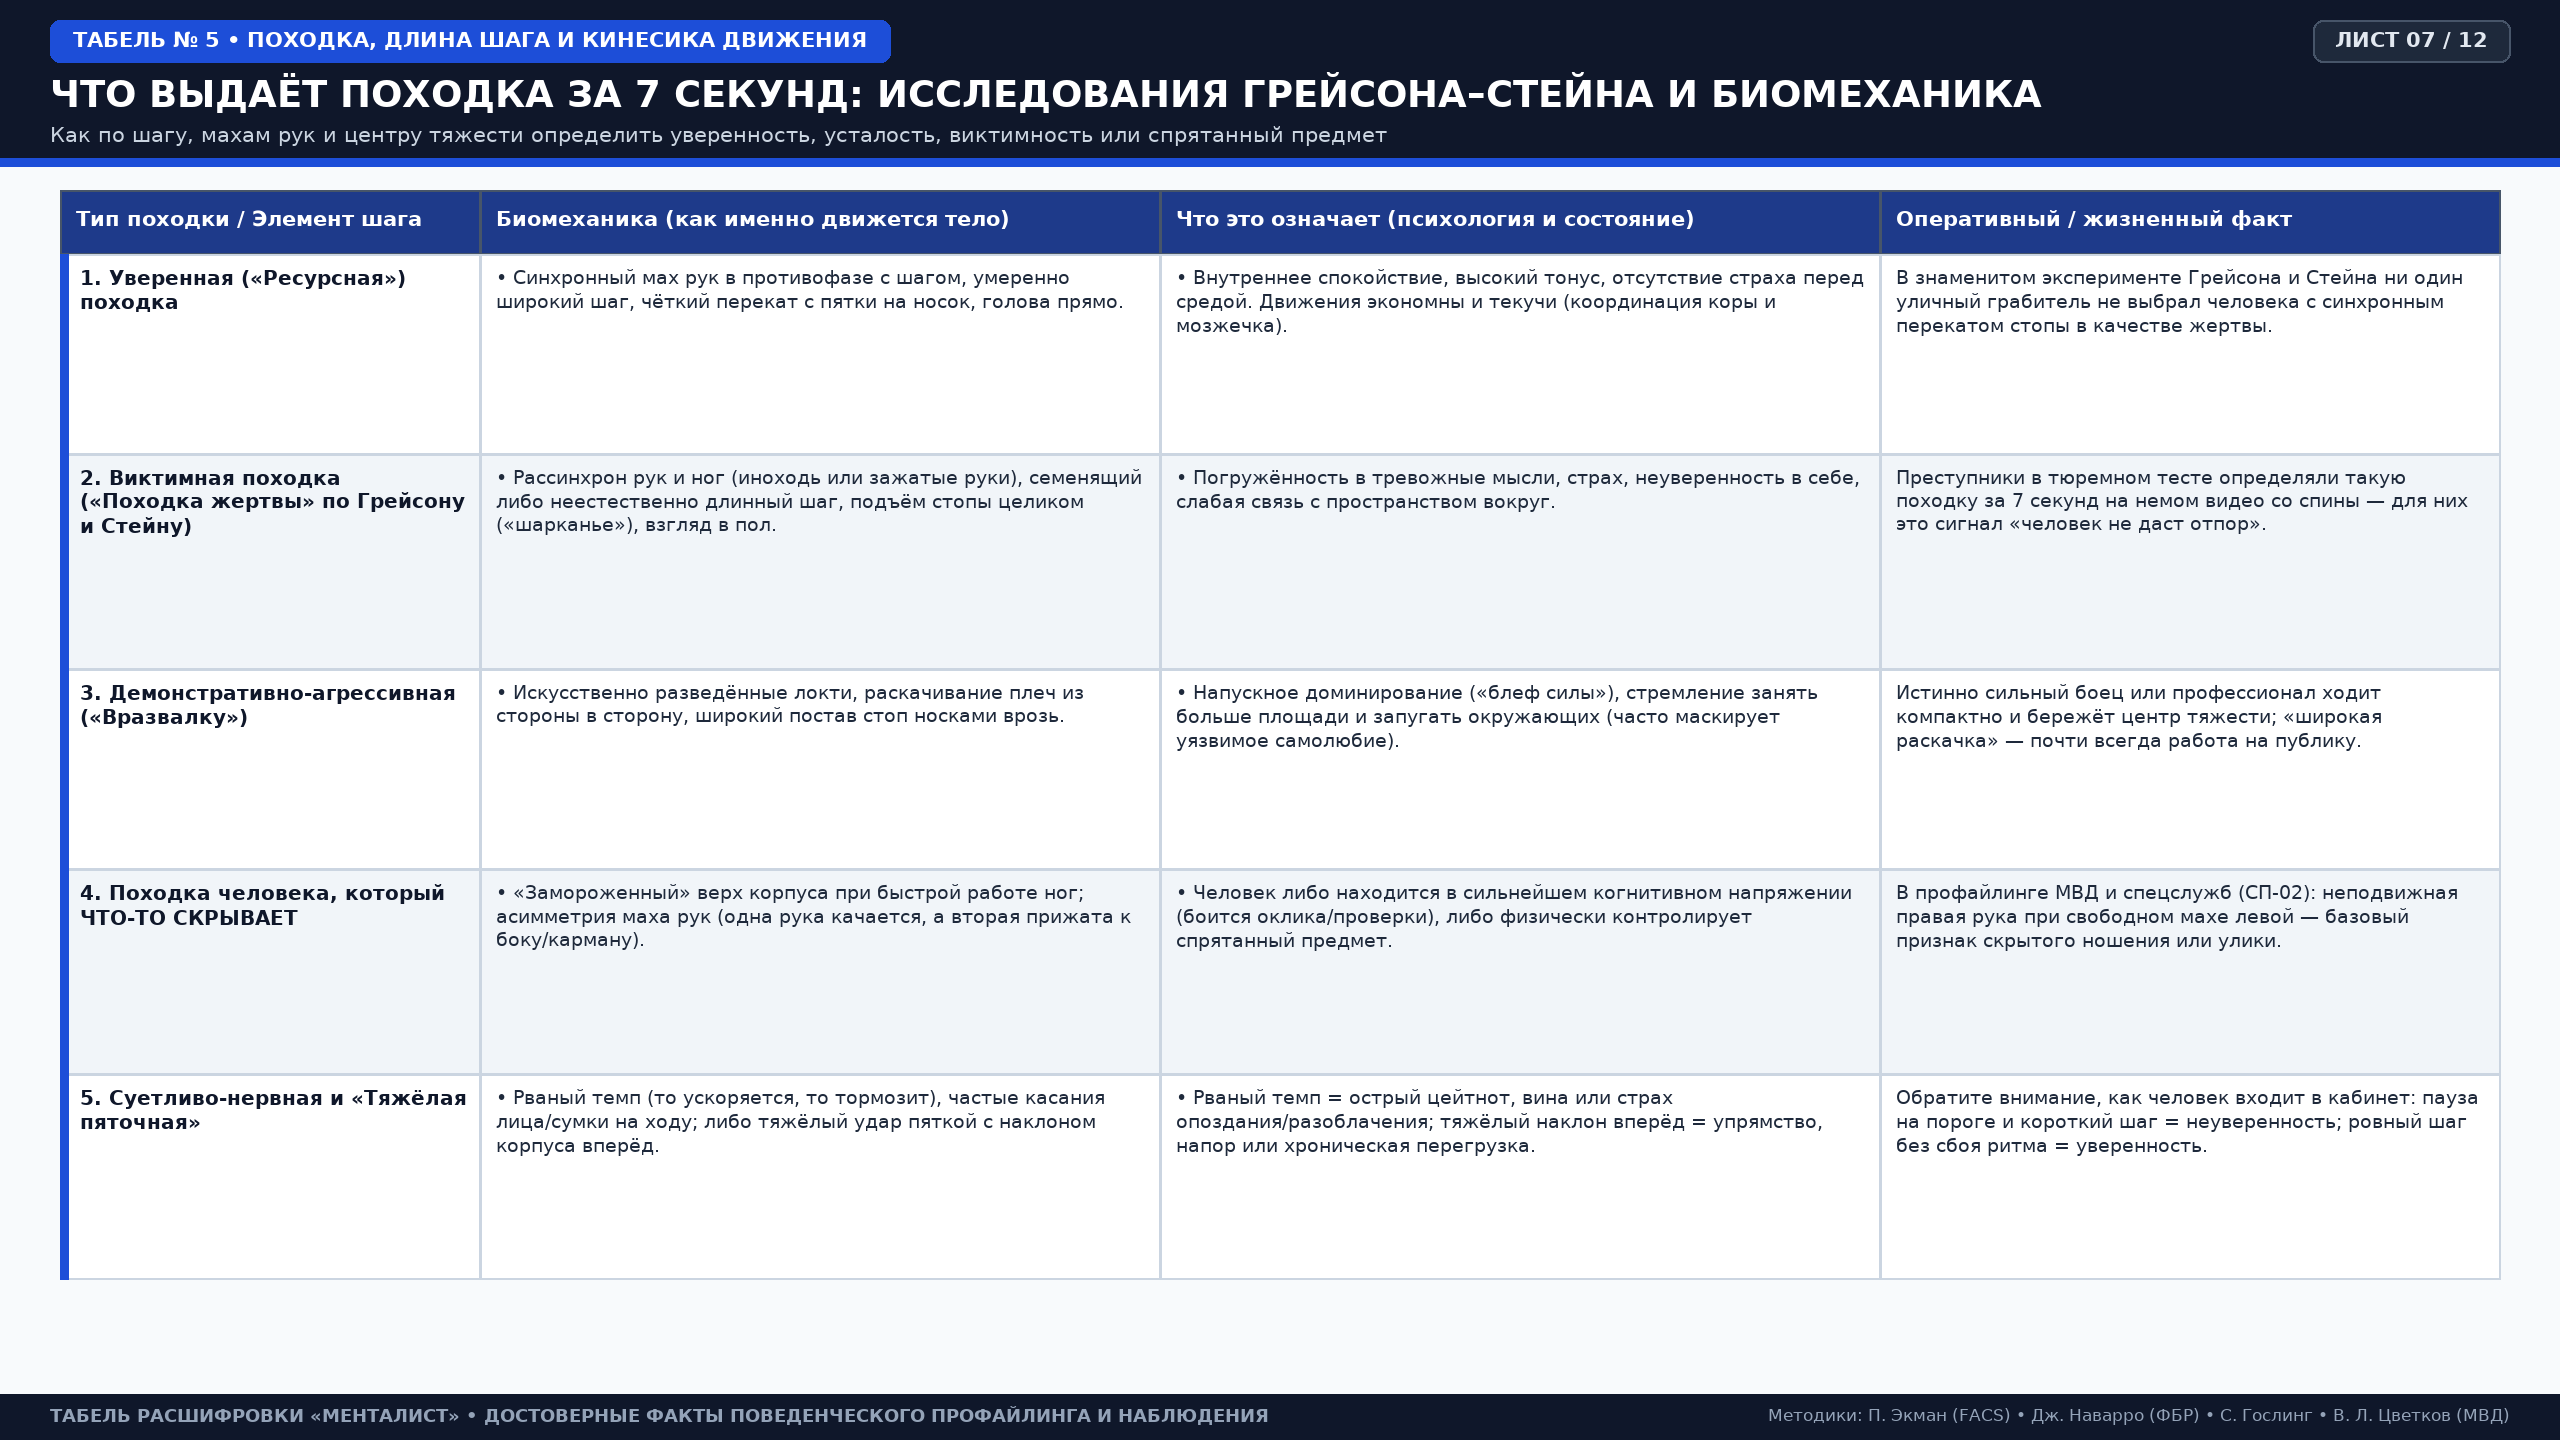 ТАБЕЛЬ № 5 • ПОХОДКА, ДЛИНА ШАГА И КИНЕСИКА ДВИЖЕНИЯ
ЛИСТ 07 / 12
ЧТО ВЫДАЁТ ПОХОДКА ЗА 7 СЕКУНД: ИССЛЕДОВАНИЯ ГРЕЙСОНА–СТЕЙНА И БИОМЕХАНИКА
Как по шагу, махам рук и центру тяжести определить уверенность, усталость, виктимность или спрятанный предмет
Тип походки / Элемент шага
Биомеханика (как именно движется тело)
Что это означает (психология и состояние)
Оперативный / жизненный факт
1. Уверенная («Ресурсная»)
походка
• Синхронный мах рук в противофазе с шагом, умеренно
широкий шаг, чёткий перекат с пятки на носок, голова прямо.
• Внутреннее спокойствие, высокий тонус, отсутствие страха перед
средой. Движения экономны и текучи (координация коры и
мозжечка).
В знаменитом эксперименте Грейсона и Стейна ни один
уличный грабитель не выбрал человека с синхронным
перекатом стопы в качестве жертвы.
2. Виктимная походка
(«Походка жертвы» по Грейсону
и Стейну)
• Рассинхрон рук и ног (иноходь или зажатые руки), семенящий
либо неестественно длинный шаг, подъём стопы целиком
(«шарканье»), взгляд в пол.
• Погружённость в тревожные мысли, страх, неуверенность в себе,
слабая связь с пространством вокруг.
Преступники в тюремном тесте определяли такую
походку за 7 секунд на немом видео со спины — для них
это сигнал «человек не даст отпор».
3. Демонстративно-агрессивная
(«Вразвалку»)
• Искусственно разведённые локти, раскачивание плеч из
стороны в сторону, широкий постав стоп носками врозь.
• Напускное доминирование («блеф силы»), стремление занять
больше площади и запугать окружающих (часто маскирует
уязвимое самолюбие).
Истинно сильный боец или профессионал ходит
компактно и бережёт центр тяжести; «широкая
раскачка» — почти всегда работа на публику.
4. Походка человека, который
ЧТО-ТО СКРЫВАЕТ
• «Замороженный» верх корпуса при быстрой работе ног;
асимметрия маха рук (одна рука качается, а вторая прижата к
боку/карману).
• Человек либо находится в сильнейшем когнитивном напряжении
(боится оклика/проверки), либо физически контролирует
спрятанный предмет.
В профайлинге МВД и спецслужб (СП-02): неподвижная
правая рука при свободном махе левой — базовый
признак скрытого ношения или улики.
5. Суетливо-нервная и «Тяжёлая
пяточная»
• Рваный темп (то ускоряется, то тормозит), частые касания
лица/сумки на ходу; либо тяжёлый удар пяткой с наклоном
корпуса вперёд.
• Рваный темп = острый цейтнот, вина или страх
опоздания/разоблачения; тяжёлый наклон вперёд = упрямство,
напор или хроническая перегрузка.
Обратите внимание, как человек входит в кабинет: пауза
на пороге и короткий шаг = неуверенность; ровный шаг
без сбоя ритма = уверенность.
ТАБЕЛЬ РАСШИФРОВКИ «МЕНТАЛИСТ» • ДОСТОВЕРНЫЕ ФАКТЫ ПОВЕДЕНЧЕСКОГО ПРОФАЙЛИНГА И НАБЛЮДЕНИЯ
Методики: П. Экман (FACS) • Дж. Наварро (ФБР) • С. Гослинг • В. Л. Цветков (МВД)